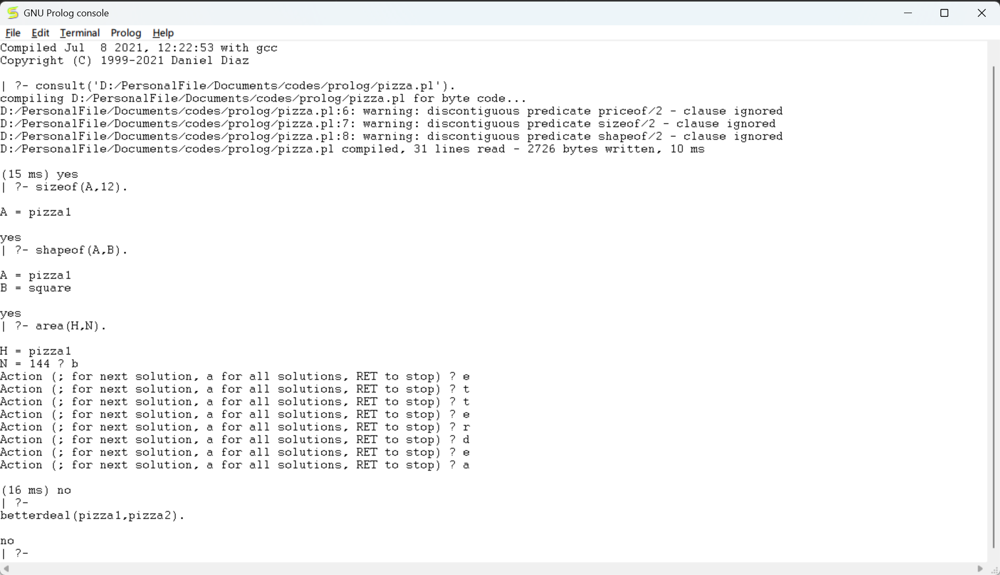 GNU Prolog console
File Edit Terminal Prolog Help
Compiled Jul  8 2021, 12:22:53 with gcc
Copyright (C) 1999-2021 Daniel Diaz
| ?- consult('D:/PersonalFile/Documents/codes/prolog/pizza.pl').
compiling D:/PersonalFile/Documents/codes/prolog/pizza.pl for byte code...
D:/PersonalFile/Documents/codes/prolog/pizza.pl:6: warning: discontiguous predicate priceof/2 - clause ignored
D:/PersonalFile/Documents/codes/prolog/pizza.pl:7: warning: discontiguous predicate sizeof/2 - clause ignored
D:/PersonalFile/Documents/codes/prolog/pizza.pl:8: warning: discontiguous predicate shapeof/2 - clause ignored
D:/PersonalFile/Documents/codes/prolog/pizza.pl compiled, 31 lines read - 2726 bytes written, 10 ms
(15 ms) yes
| ?- sizeof(A,12).
A = pizza1
yes
| ?- shapeof(A,B).
A = pizza1
B = square
yes
| ?- area(H,N).
H = pizza1
N = 144 ? b
Action (; for next solution, a for all solutions, RET to stop) ? e
Action (; for next solution, a for all solutions, RET to stop) ? t
Action (; for next solution, a for all solutions, RET to stop) ? t
Action (; for next solution, a for all solutions, RET to stop) ? e
Action (; for next solution, a for all solutions, RET to stop) ? r
Action (; for next solution, a for all solutions, RET to stop) ? d
Action (; for next solution, a for all solutions, RET to stop) ? e
Action (; for next solution, a for all solutions, RET to stop) ? a
(16 ms) no
| ?-
betterdeal(pizza1,pizza2).
no
| ?-